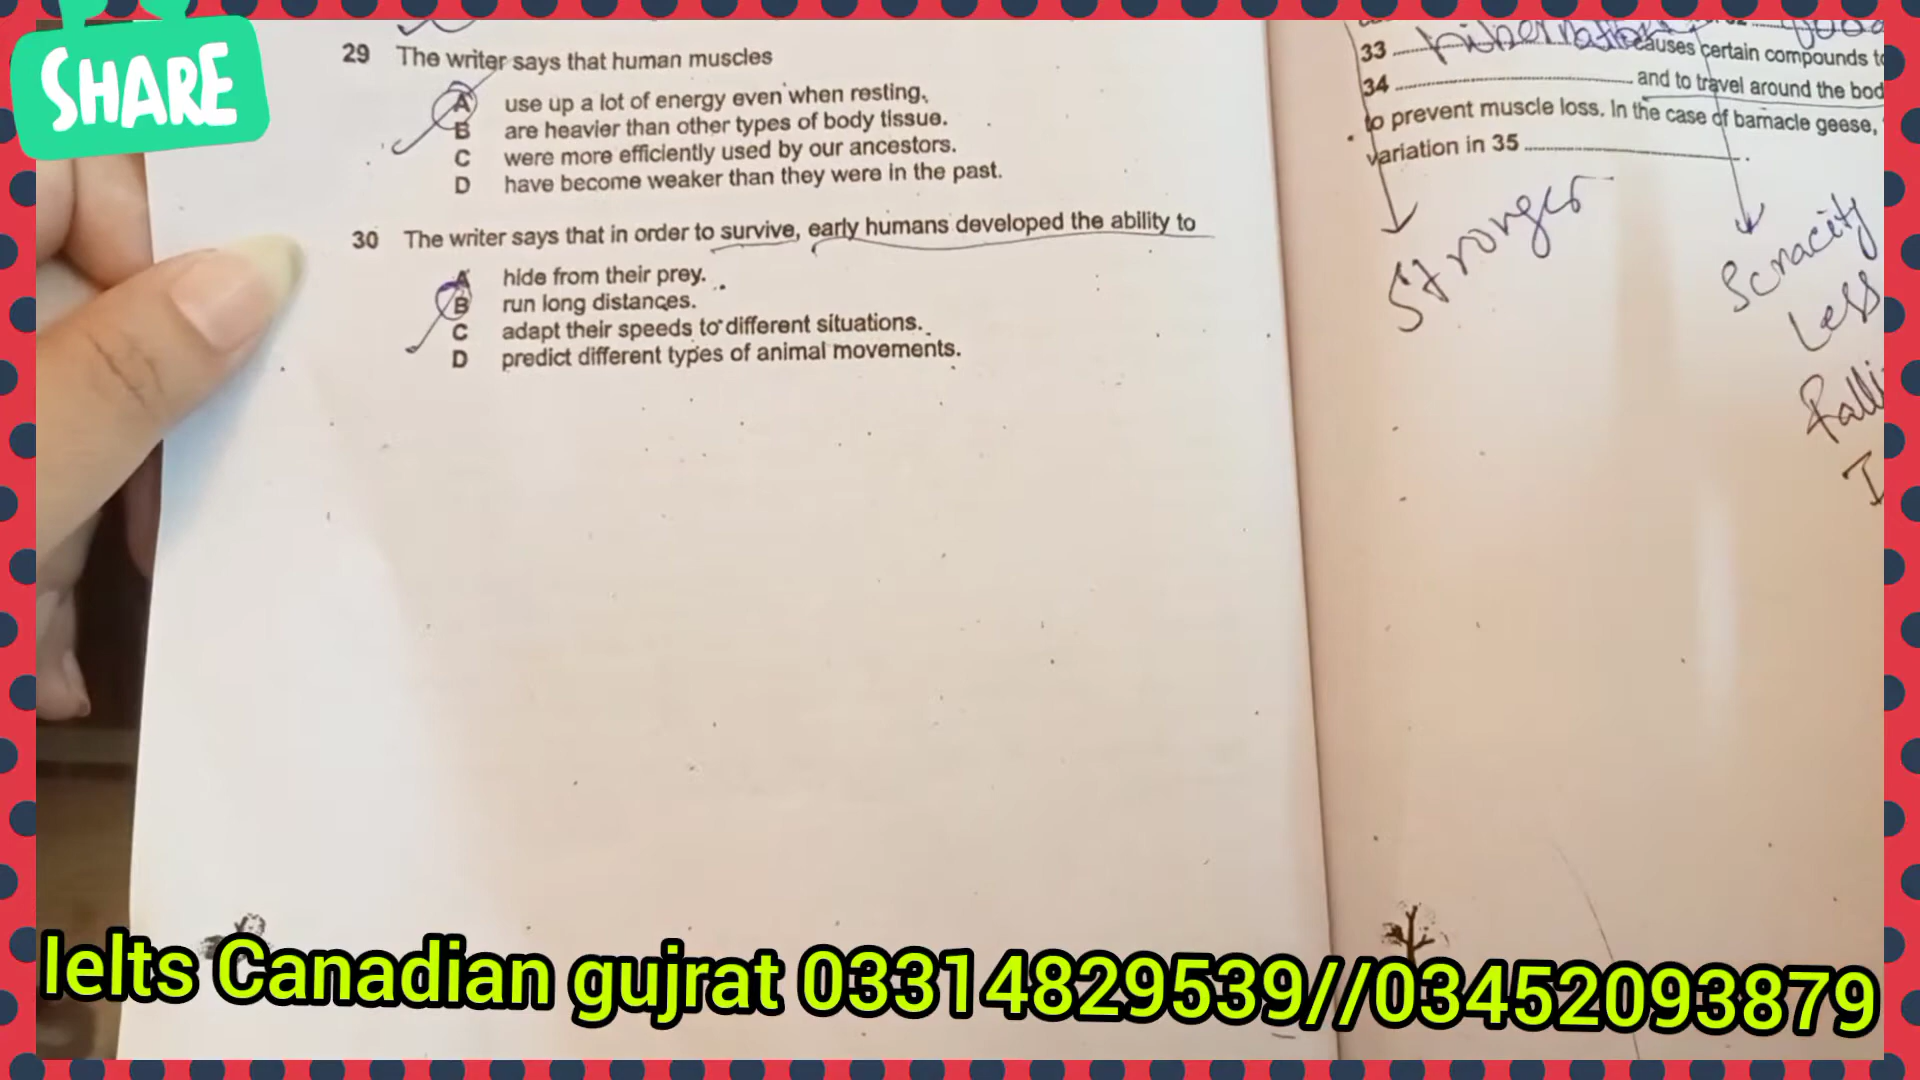 SHARE
29 The writer says that human muscles
A use up a lot of energy even when resting.
B are heavier than other types of body tissue.
C were more efficiently used by our ancestors.
D have become weaker than they were in the past.
30 The writer says that in order to survive, early humans developed the ability to
A hide from their prey.
B run long distances.
C adapt their speeds to different situations.
D predict different types of animal movements.
33 hibernation causes certain compounds to
34 and to travel around the bod
to prevent muscle loss. In the case of barnacle geese,
variation in 35
Stronger
Less
Ielts Canadian gujrat 03314829539//03452093879